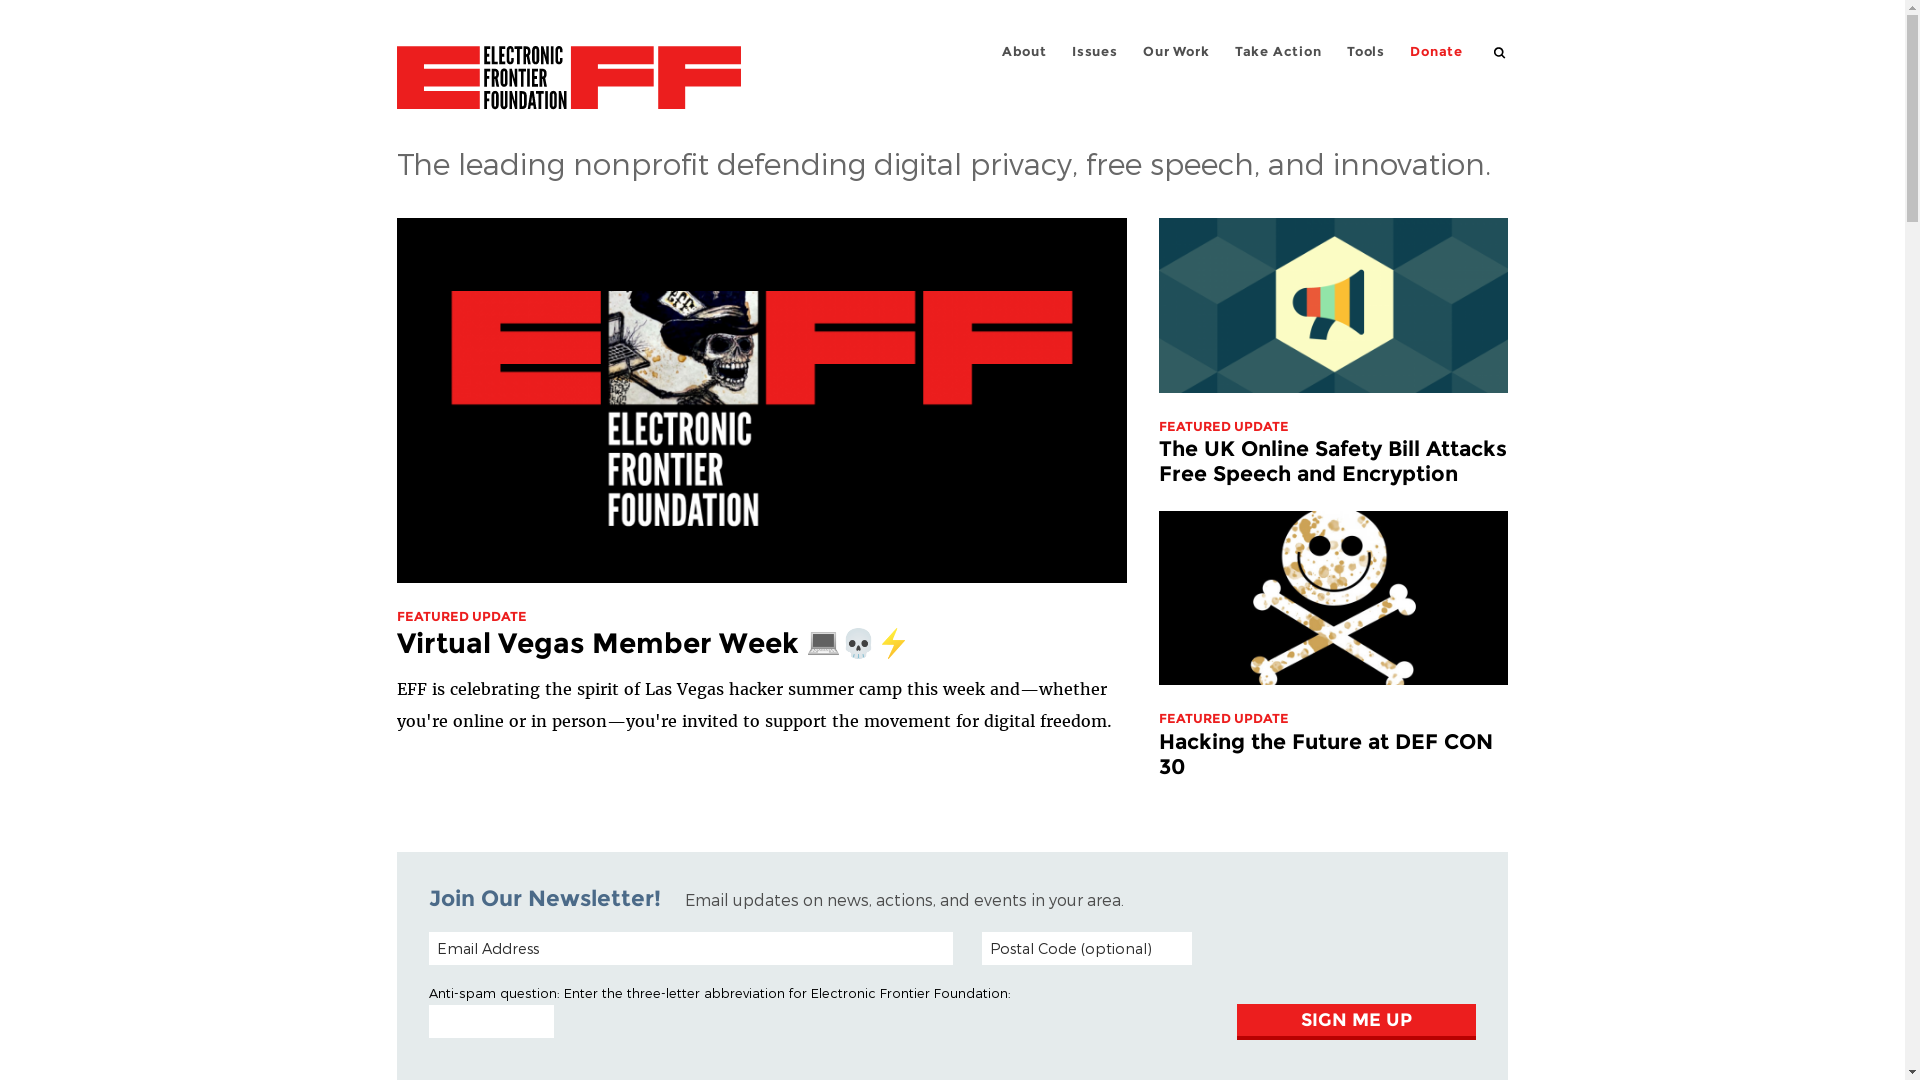 ELECTRONIC
FRONTIER
FOUNDATION
About Issues Our Work Take Action Tools Donate
The leading nonprofit defending digital privacy, free speech, and innovation.
EFF
ELECTRONIC
FRONTIER
FOUNDATION
FEATURED UPDATE
Virtual Vegas Member Week 💻💀⚡
EFF is celebrating the spirit of Las Vegas hacker summer camp this week and—whether
you're online or in person—you're invited to support the movement for digital freedom.
FEATURED UPDATE
The UK Online Safety Bill Attacks
Free Speech and Encryption
FEATURED UPDATE
Hacking the Future at DEF CON
30
Join Our Newsletter! Email updates on news, actions, and events in your area.
Email Address Postal Code (optional)
Anti-spam question: Enter the three-letter abbreviation for Electronic Frontier Foundation:
SIGN ME UP